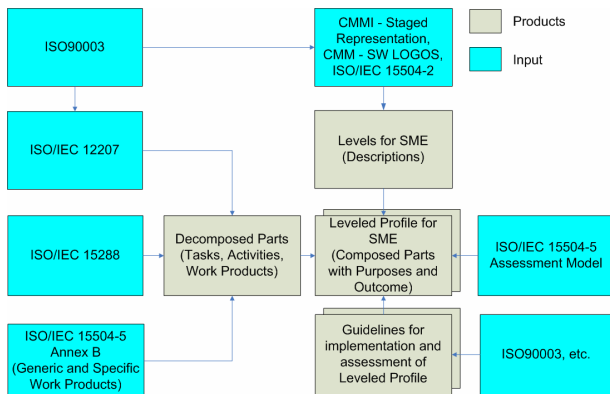 ISO90003
CMMI - Staged
Representation,
CMM - SW LOGOS,
ISO/IEC 15504-2
Products
Input
ISO/IEC 12207
Levels for SME
(Descriptions)
ISO/IEC 15288
Decomposed Parts
(Tasks, Activities,
Work Products)
Leveled Profile for
SME
(Composed Parts
with Purposes and
Outcome)
ISO/IEC 15504-5
Assessment Model
ISO/IEC 15504-5
Annex B
(Generic and Specific
Work Products)
Guidelines for
implementation and
assessment of
Leveled Profile
ISO90003, etc.